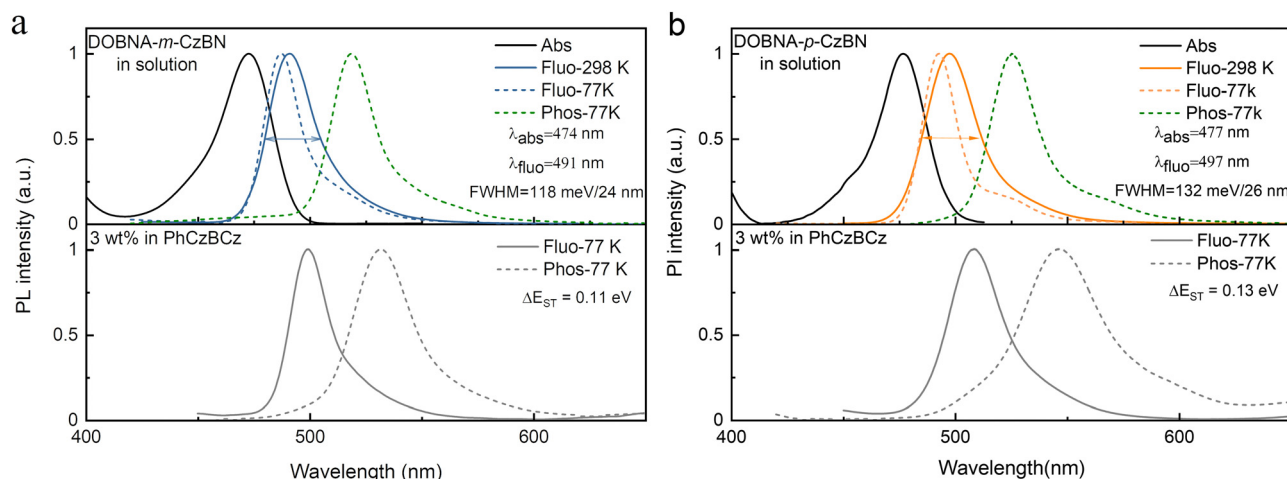 a
DOBNA-m-CzBN
in solution
Abs
Fluo-298 K
Fluo-77K
Phos-77K
λabs=474 nm
λfluo=491 nm
FWHM=118 meV/24 nm
1
0.5
0
3 wt% in PhCzBCz
Fluo-77 K
Phos-77 K
ΔEST = 0.11 eV
1
0.5
0
PL intensity (a.u.)
400
500
600
Wavelength (nm)
b
DOBNA-p-CzBN
in solution
Abs
Fluo-298 K
Fluo-77k
Phos-77k
λabs=477 nm
λfluo=497 nm
FWHM=132 meV/26 nm
1
0.5
0
3 wt% in PhCzBCz
Fluo-77K
Phos-77K
ΔEST = 0.13 eV
1
0.5
0
Pl intensity (a.u.)
400
500
600
Wavelength(nm)